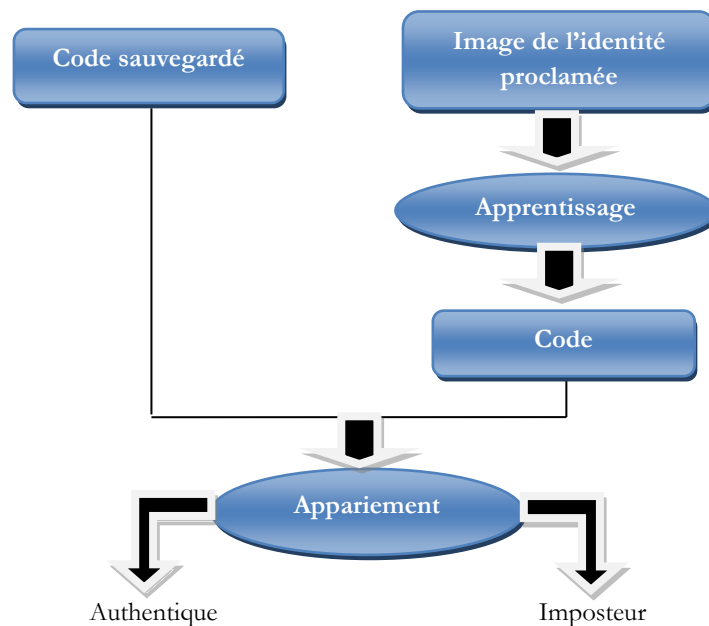 Code sauvegardé
Image de l’identité
proclamée
Apprentissage
Code
Appariement
Authentique
Imposteur